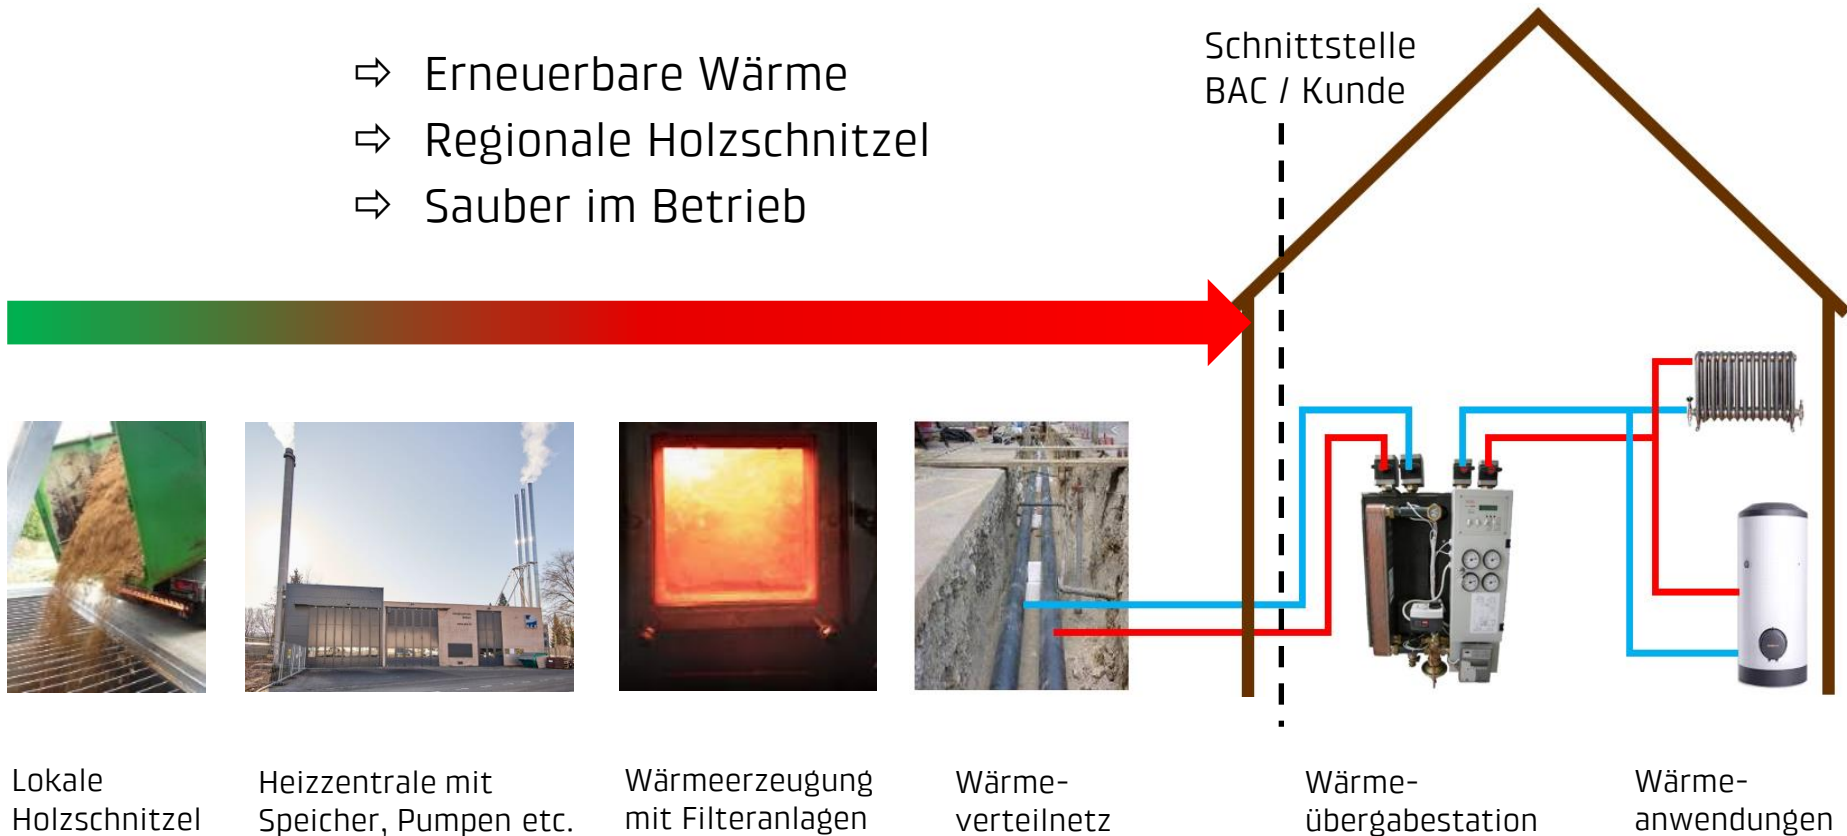 ⇨ Erneuerbare Wärme
⇨ Regionale Holzschnitzel
⇨ Sauber im Betrieb
Schnittstelle
BAC / Kunde
Lokale
Holzschnitzel
Heizzentrale mit
Speicher, Pumpen etc.
Wärmeerzeugung
mit Filteranlagen
Wärme-
verteilnetz
Wärme-
übergabestation
Wärme-
anwendungen